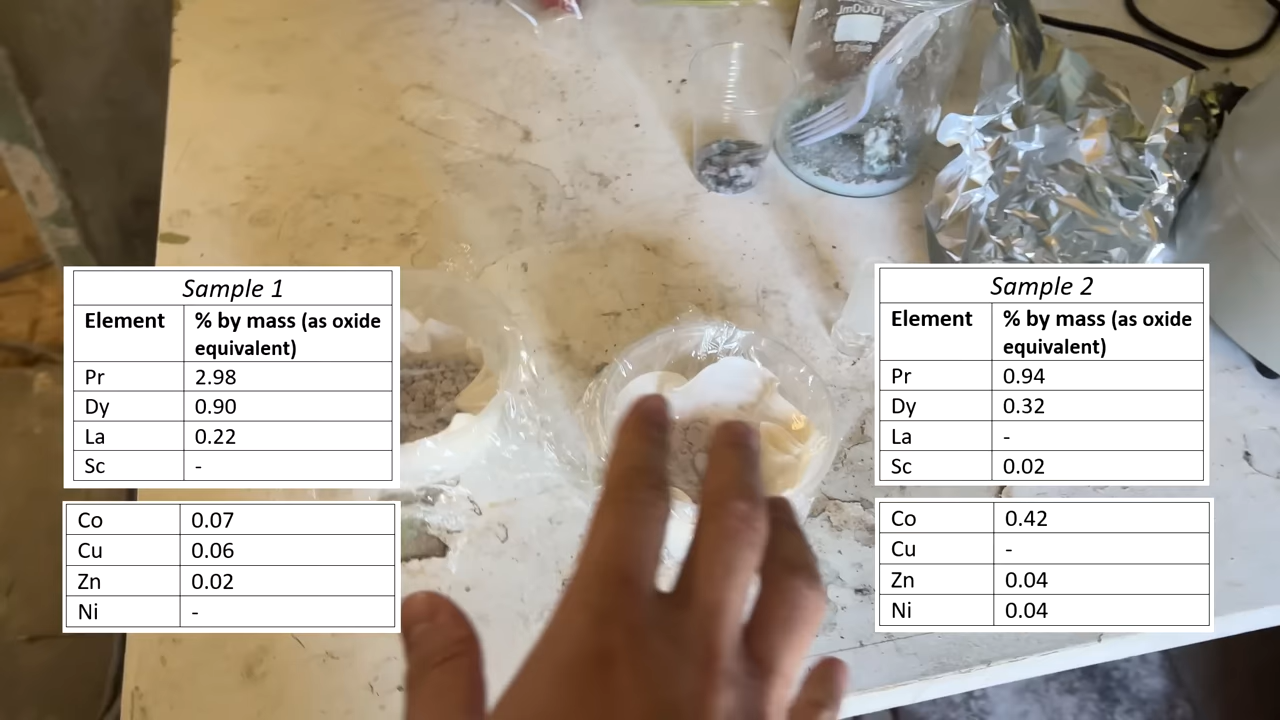 1000mL
Sample 1
Element % by mass (as oxide
equivalent)
Pr 2.98
Dy 0.90
La 0.22
Sc -
Co 0.07
Cu 0.06
Zn 0.02
Ni -
Sample 2
Element % by mass (as oxide
equivalent)
Pr 0.94
Dy 0.32
La -
Sc 0.02
Co 0.42
Cu -
Zn 0.04
Ni 0.04